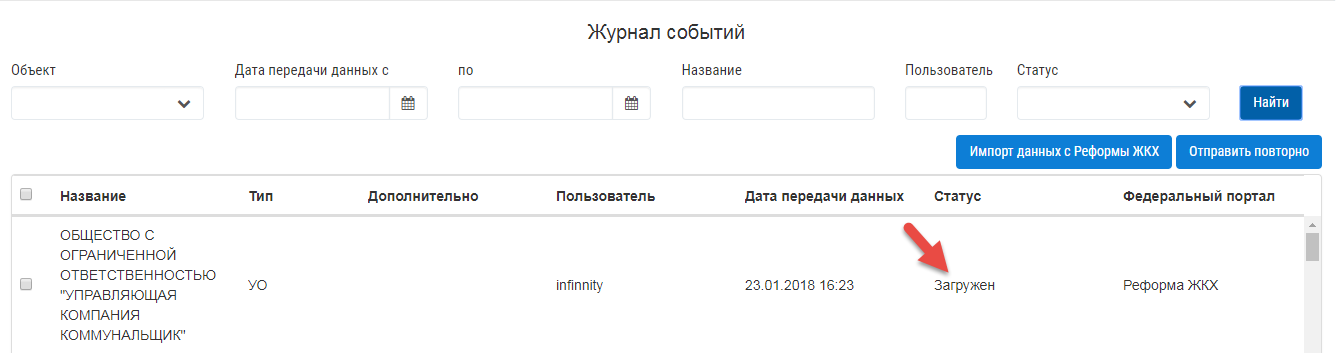 Журнал событий
Объект Дата передачи данных с по Название Пользователь Статус
Найти
Импорт данных с Реформы ЖКХ Отправить повторно
Название Тип Дополнительно Пользователь Дата передачи данных Статус Федеральный портал
ОБЩЕСТВО С
ОГРАНИЧЕННОЙ
ОТВЕТСТВЕННОСТЬЮ
"УПРАВЛЯЮЩАЯ УО infinnity 23.01.2018 16:23 Загружен Реформа ЖКХ
КОМПАНИЯ
КОММУНАЛЬЩИК"